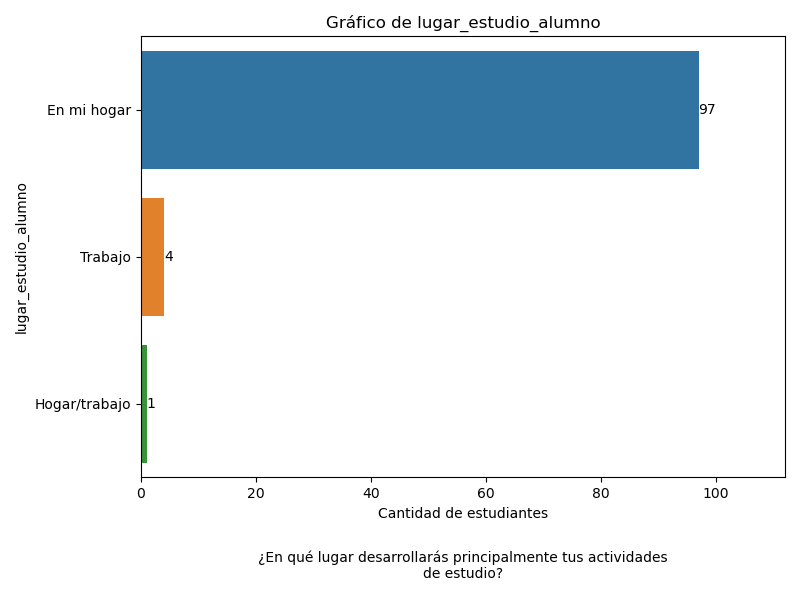 Gráfico de lugar_estudio_alumno
lugar_estudio_alumno
En mi hogar
97
Trabajo
4
Hogar/trabajo
1
0 20 40 60 80 100
Cantidad de estudiantes
¿En qué lugar desarrollarás principalmente tus actividades
de estudio?